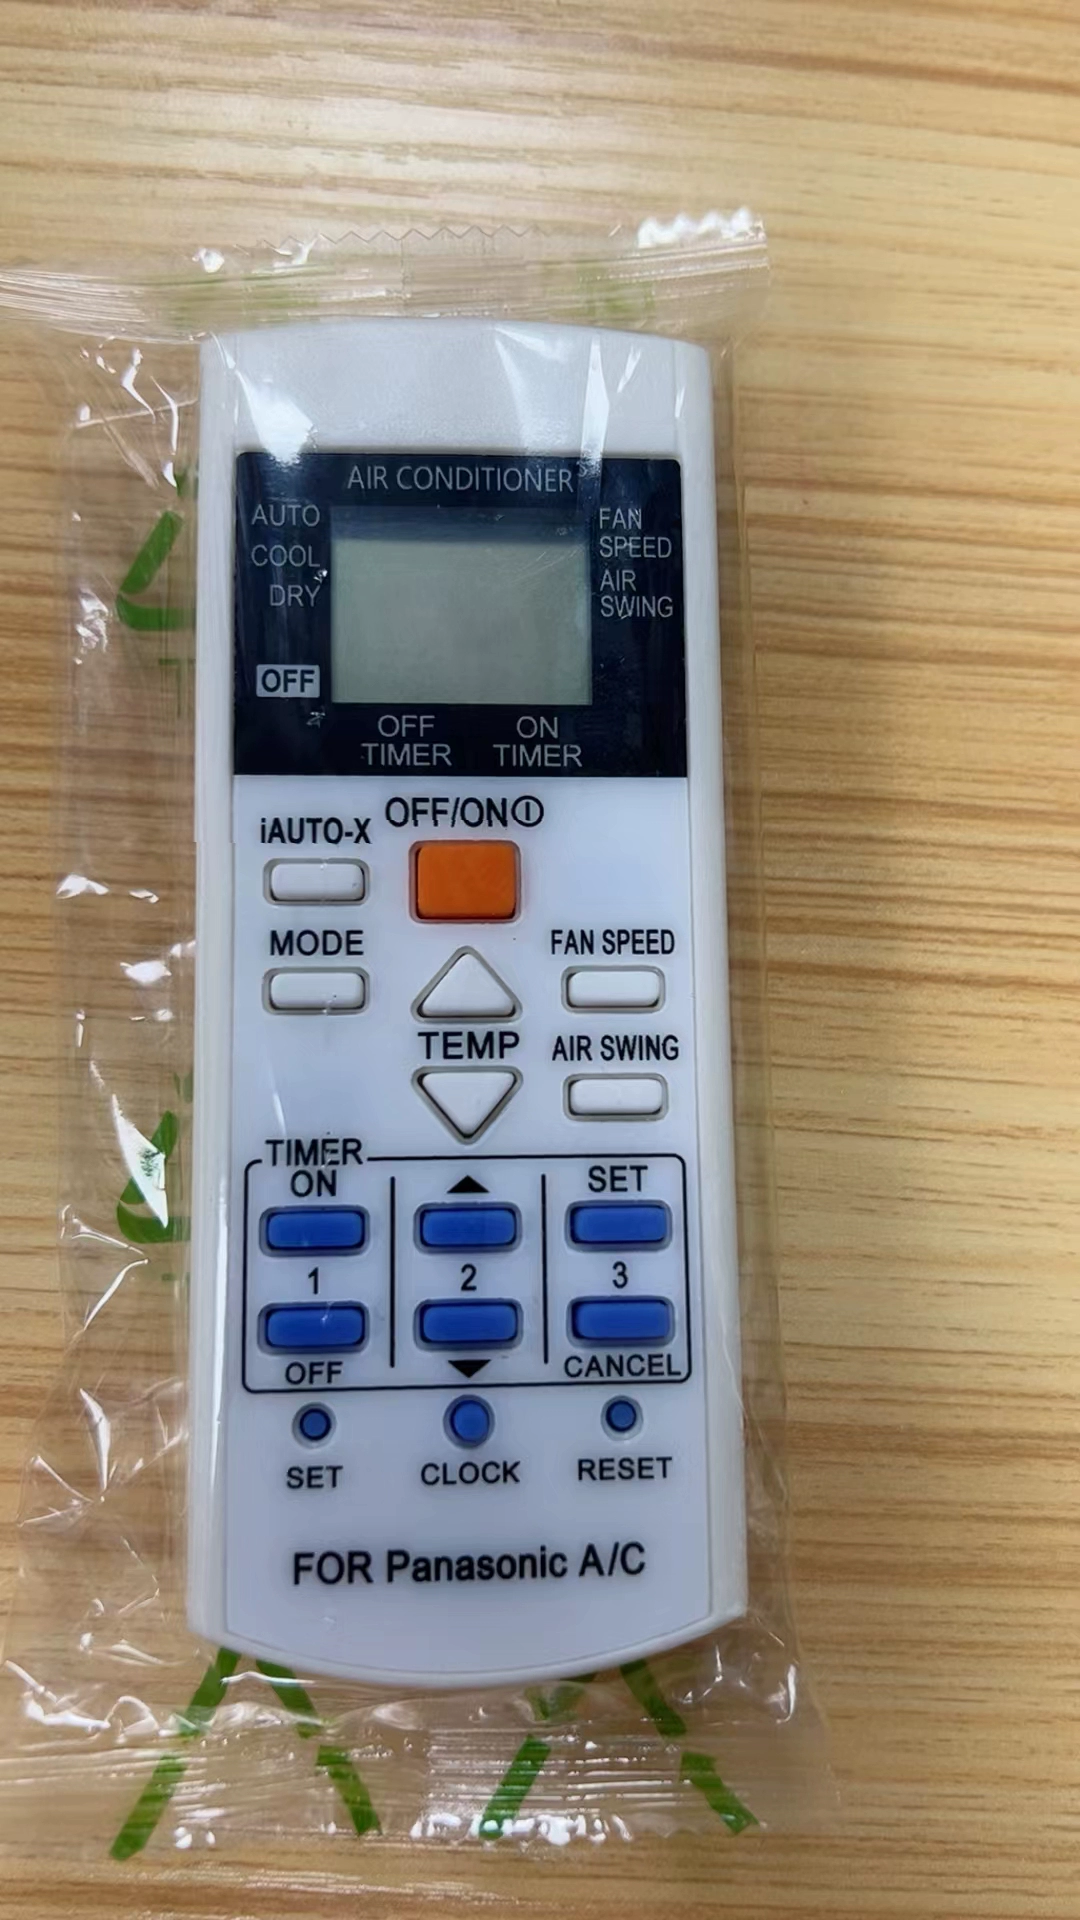 AIR CONDITIONER
AUTO
COOL
DRY
OFF
FAN
SPEED
AIR
SWING
OFF
TIMER
ON
TIMER
OFF/ON
iAUTO-X
MODE
FAN SPEED
TEMP
AIR SWING
TIMER
ON
SET
1
2
3
OFF
CANCEL
SET
CLOCK
RESET
FOR Panasonic A/C